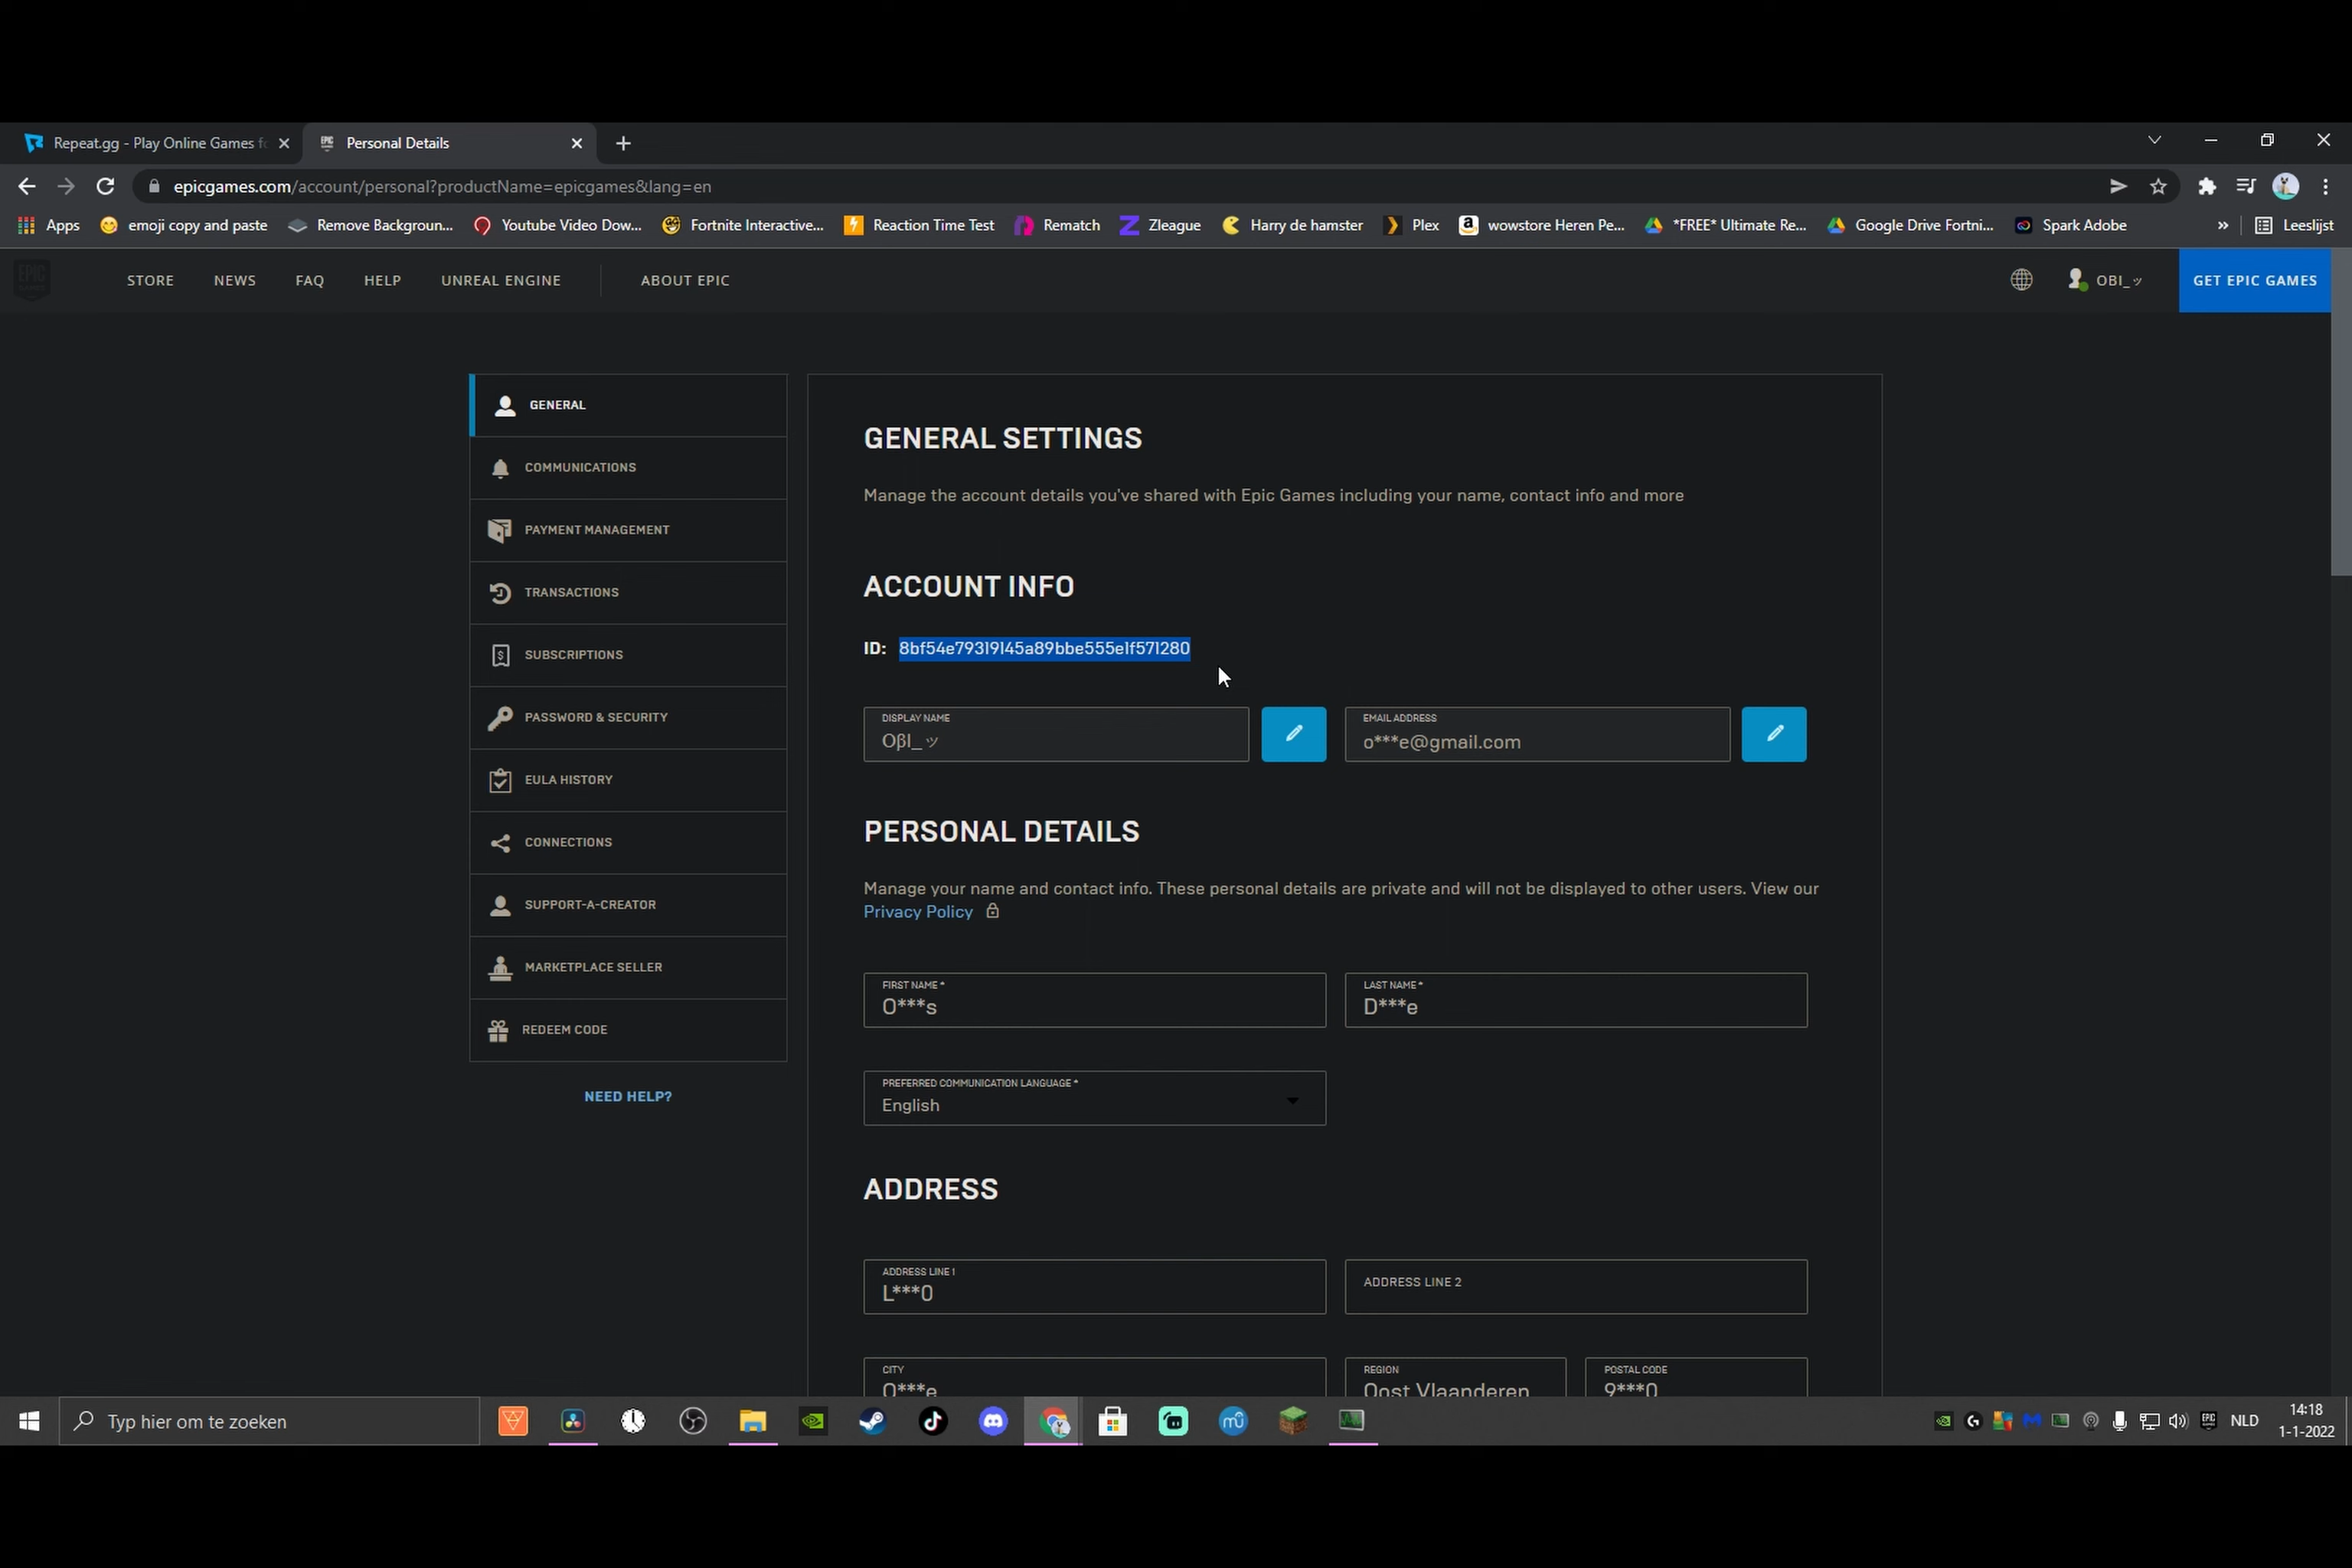 Repeat.gg - Play Online Games fo
Personal Details
epicgames.com/account/personal?productName=epicgames&lang=en
Apps
emoji copy and paste
Remove Backgroun...
Youtube Video Dow...
Fortnite Interactive...
Reaction Time Test
Rematch
Zleague
Harry de hamster
Plex
wowstore Heren Pe...
*FREE* Ultimate Re...
Google Drive Fortni...
Spark Adobe
»
Leeslijst
EPIC GAMES
STORE
NEWS
FAQ
HELP
UNREAL ENGINE
ABOUT EPIC
OBI_ッ
GET EPIC GAMES
GENERAL
COMMUNICATIONS
PAYMENT MANAGEMENT
TRANSACTIONS
SUBSCRIPTIONS
PASSWORD & SECURITY
EULA HISTORY
CONNECTIONS
SUPPORT-A-CREATOR
MARKETPLACE SELLER
REDEEM CODE
NEED HELP?
GENERAL SETTINGS
Manage the account details you've shared with Epic Games including your name, contact info and more
ACCOUNT INFO
ID: 8bf54e79319145a89bbe555e1f571280
DISPLAY NAME
OβI_ッ
EMAIL ADDRESS
o***e@gmail.com
PERSONAL DETAILS
Manage your name and contact info. These personal details are private and will not be displayed to other users. View our
Privacy Policy
FIRST NAME *
O***s
LAST NAME *
D***e
PREFERRED COMMUNICATION LANGUAGE *
English
ADDRESS
ADDRESS LINE 1
L***0
ADDRESS LINE 2
CITY
O***e
REGION
Oost Vlaanderen
POSTAL CODE
9***0
Typ hier om te zoeken
NLD
14:18
1-1-2022